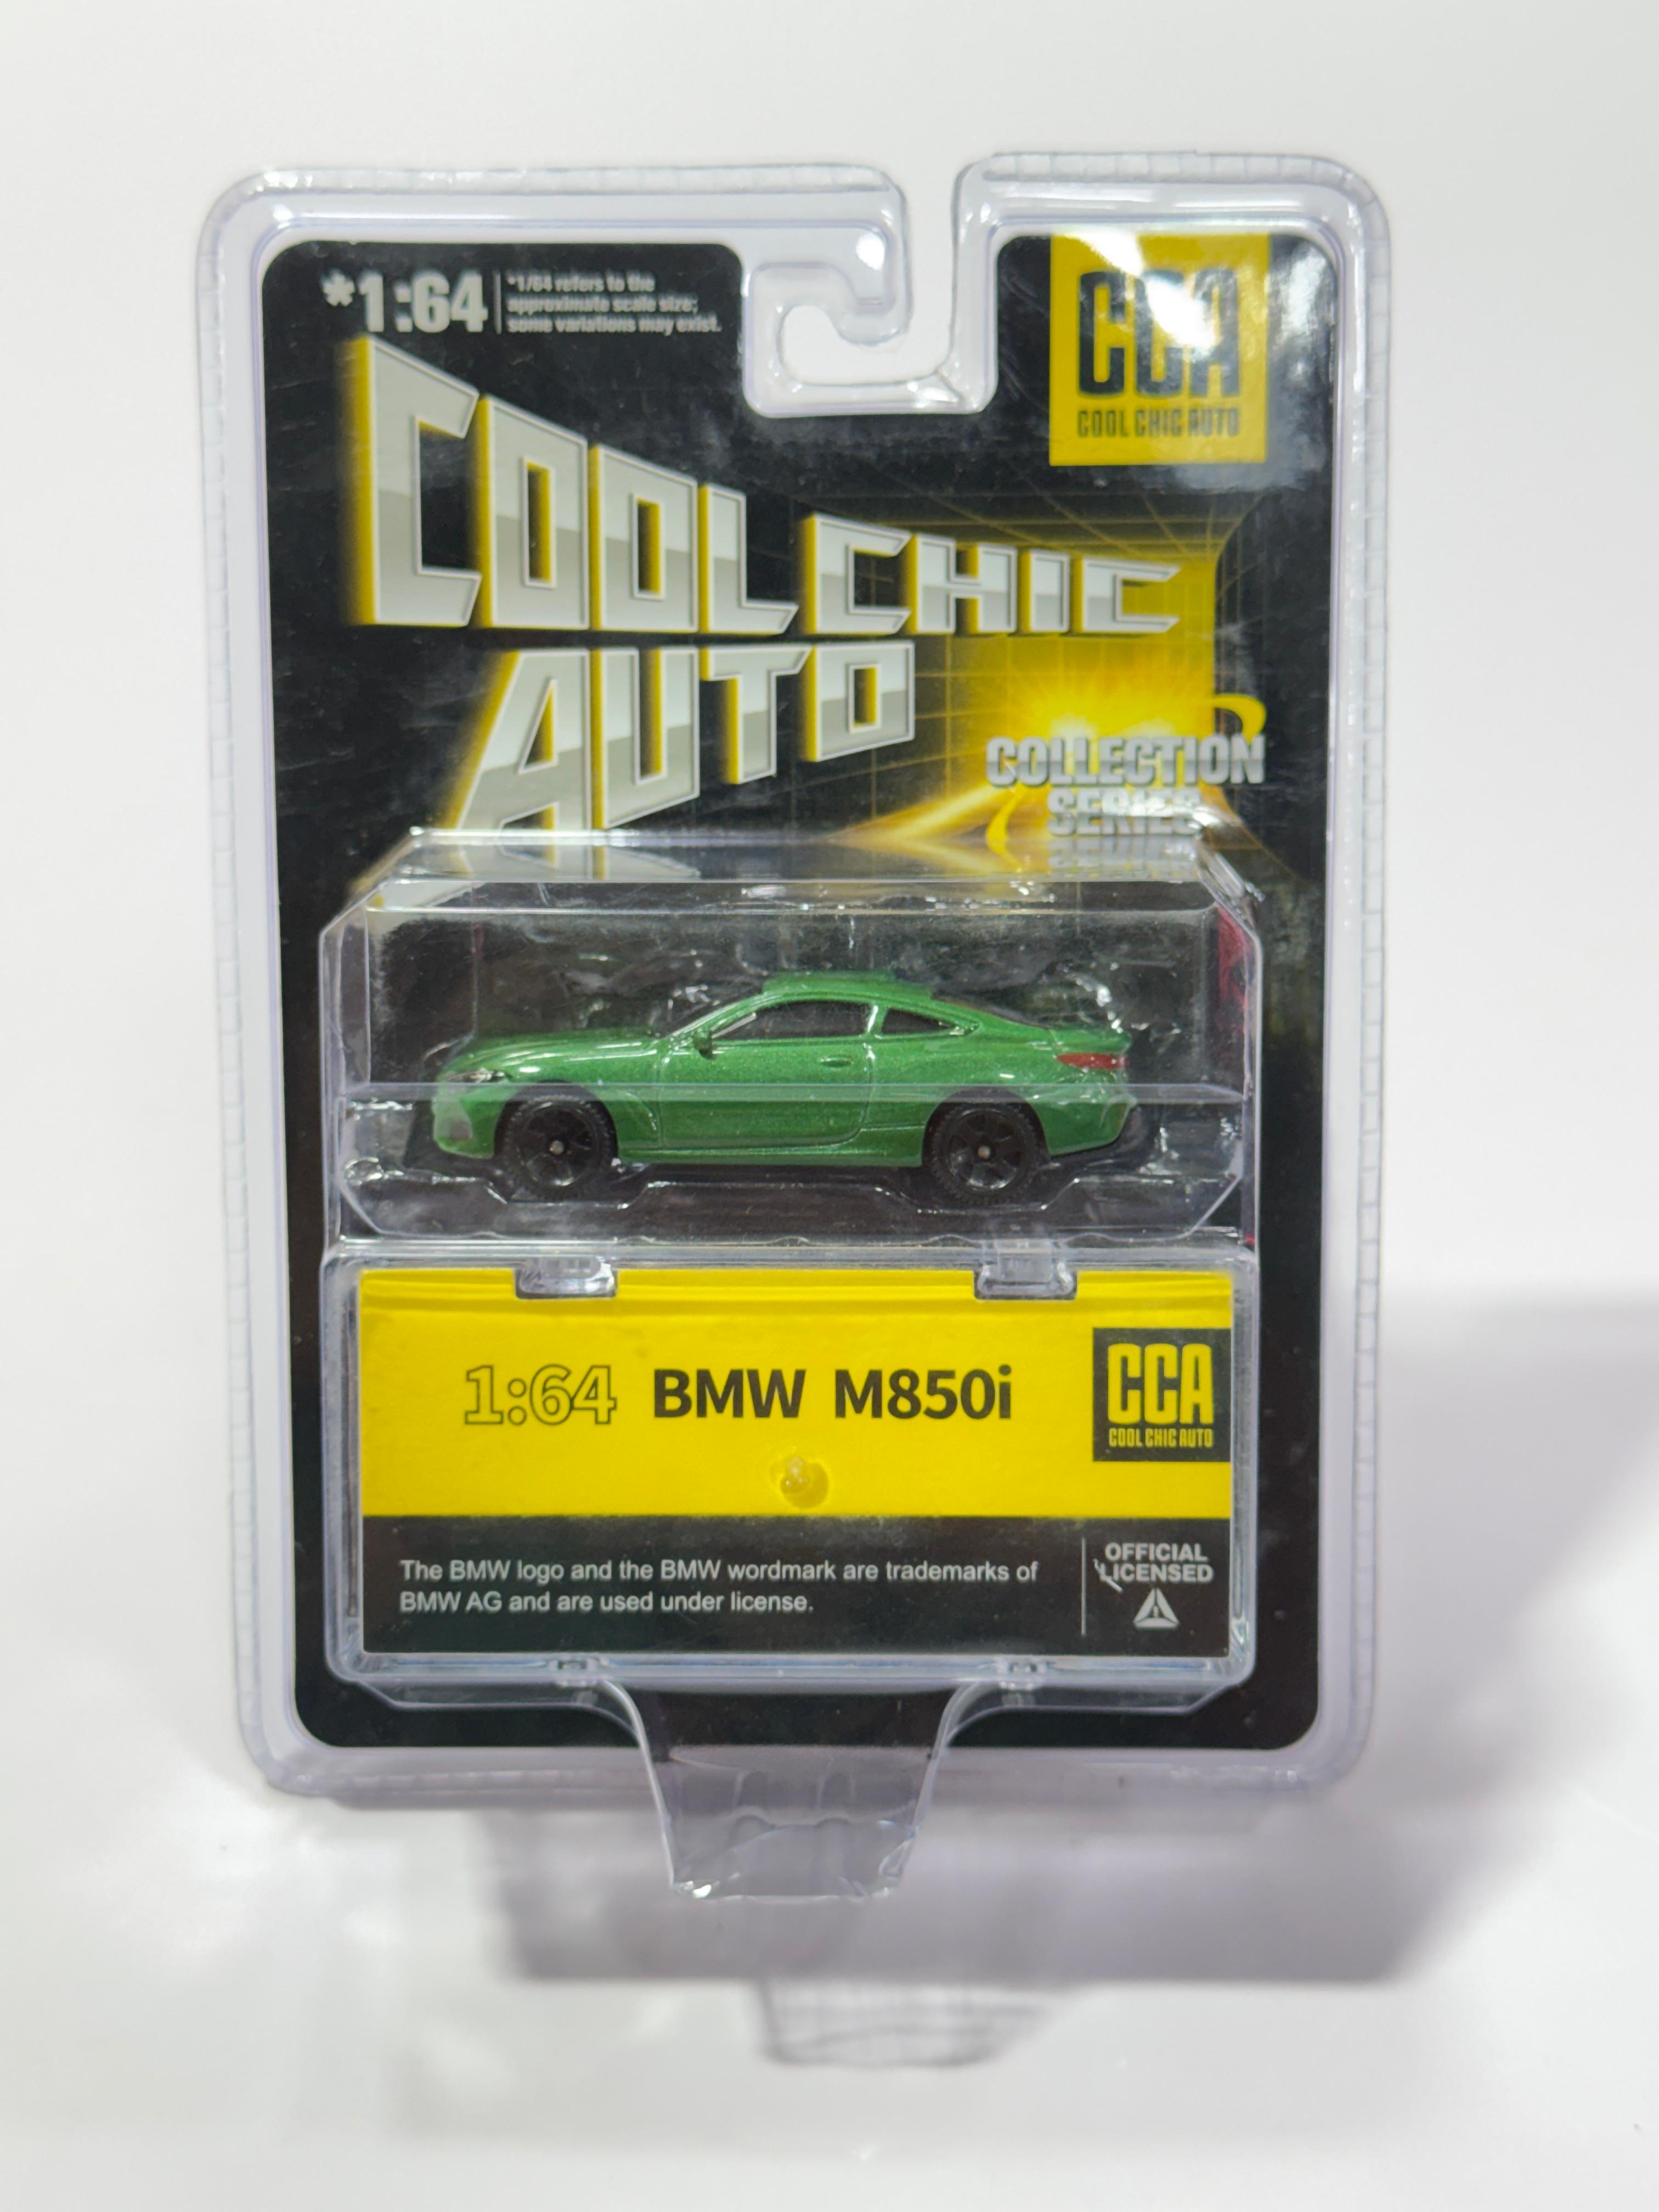 *1:64
*1/64 refers to the
approximate scale size;
some variations may exist.
CCA
COOL CHIC AUTO
COOL CHIC
AUTO
COLLECTION
SERIES
1:64 BMW M850i
CCA
COOL CHIC AUTO
The BMW logo and the BMW wordmark are trademarks of
BMW AG and are used under license.
OFFICIAL
LICENSED